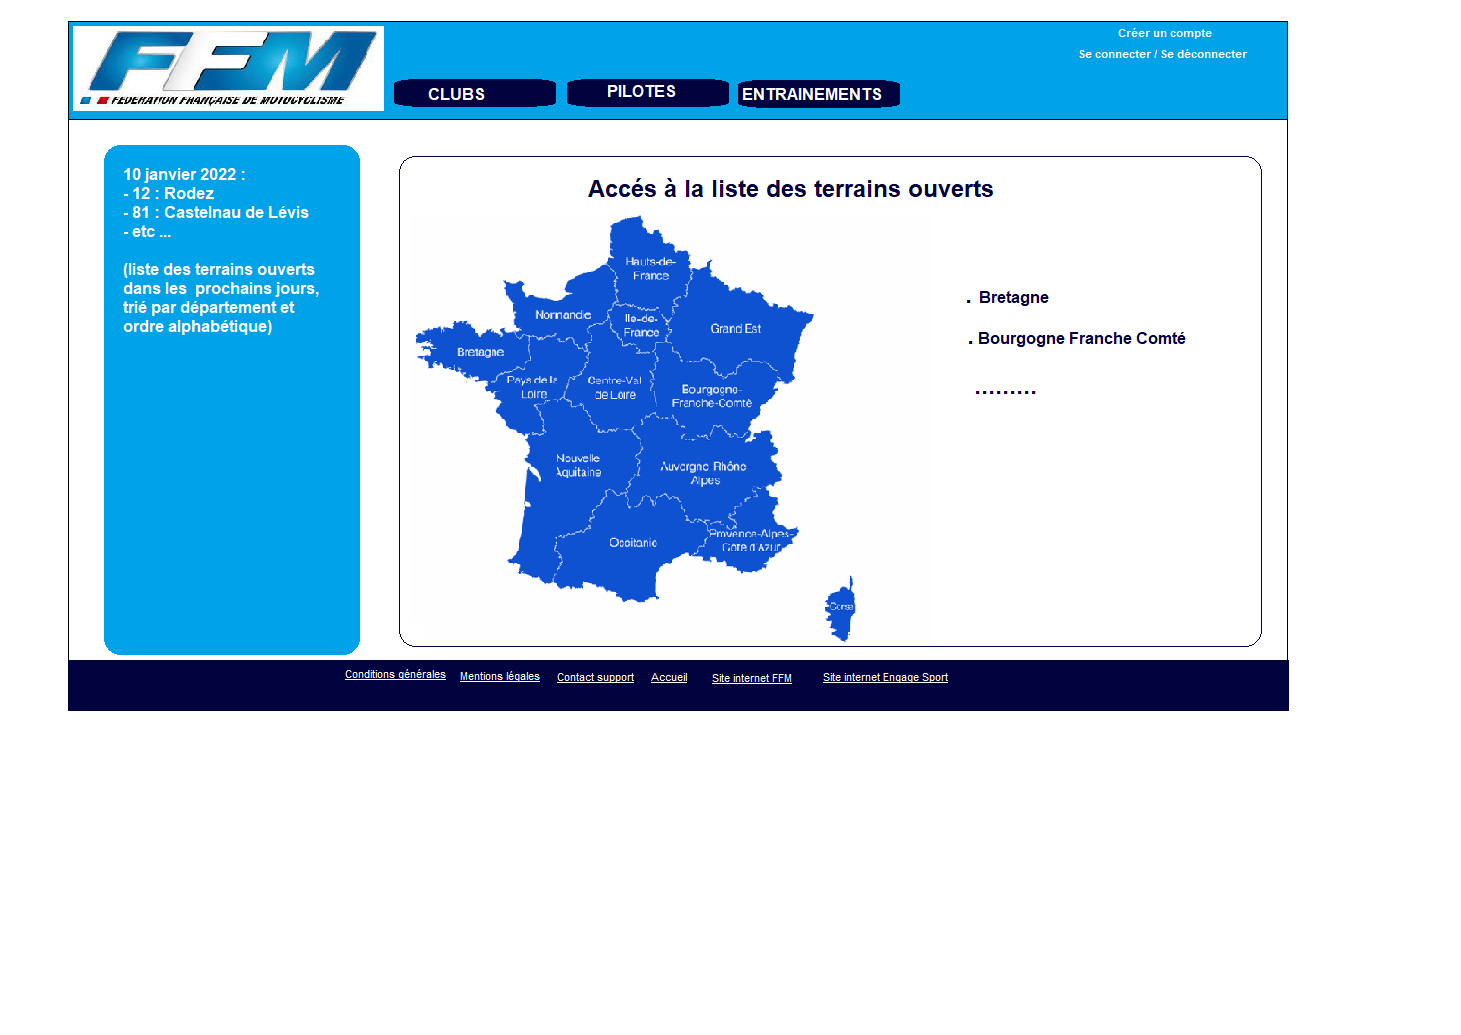 FFM
FÉDÉRATION FRANÇAISE DE MOTOCYCLISME
Créer un compte
Se connecter / Se déconnecter
CLUBS
PILOTES
ENTRAINEMENTS
10 janvier 2022 :
- 12 : Rodez
- 81 : Castelnau de Lévis
- etc ...
(liste des terrains ouverts
dans les  prochains jours,
trié par département et
ordre alphabétique)
Accés à la liste des terrains ouverts
Hauts-de-
France
Normandie
Ile-de-
France
Grand Est
Bretagne
Pays de la
Loire
Centre-Val
de Loire
Bourgogne-
Franche-Comté
Nouvelle
Aquitaine
Auvergne-Rhône
Alpes
Occitanie
Provence-Alpes-
Côte d'Azur
Corse
. Bretagne
. Bourgogne Franche Comté
.........
Conditions générales
Mentions légales
Contact support
Accueil
Site internet FFM
Site internet Engage Sport